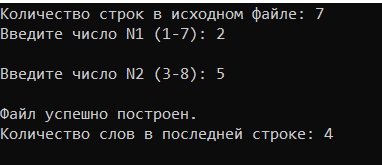 Количество строк в исходном файле: 7
Введите число N1 (1-7): 2
Введите число N2 (3-8): 5
Файл успешно построен.
Количество слов в последней строке: 4